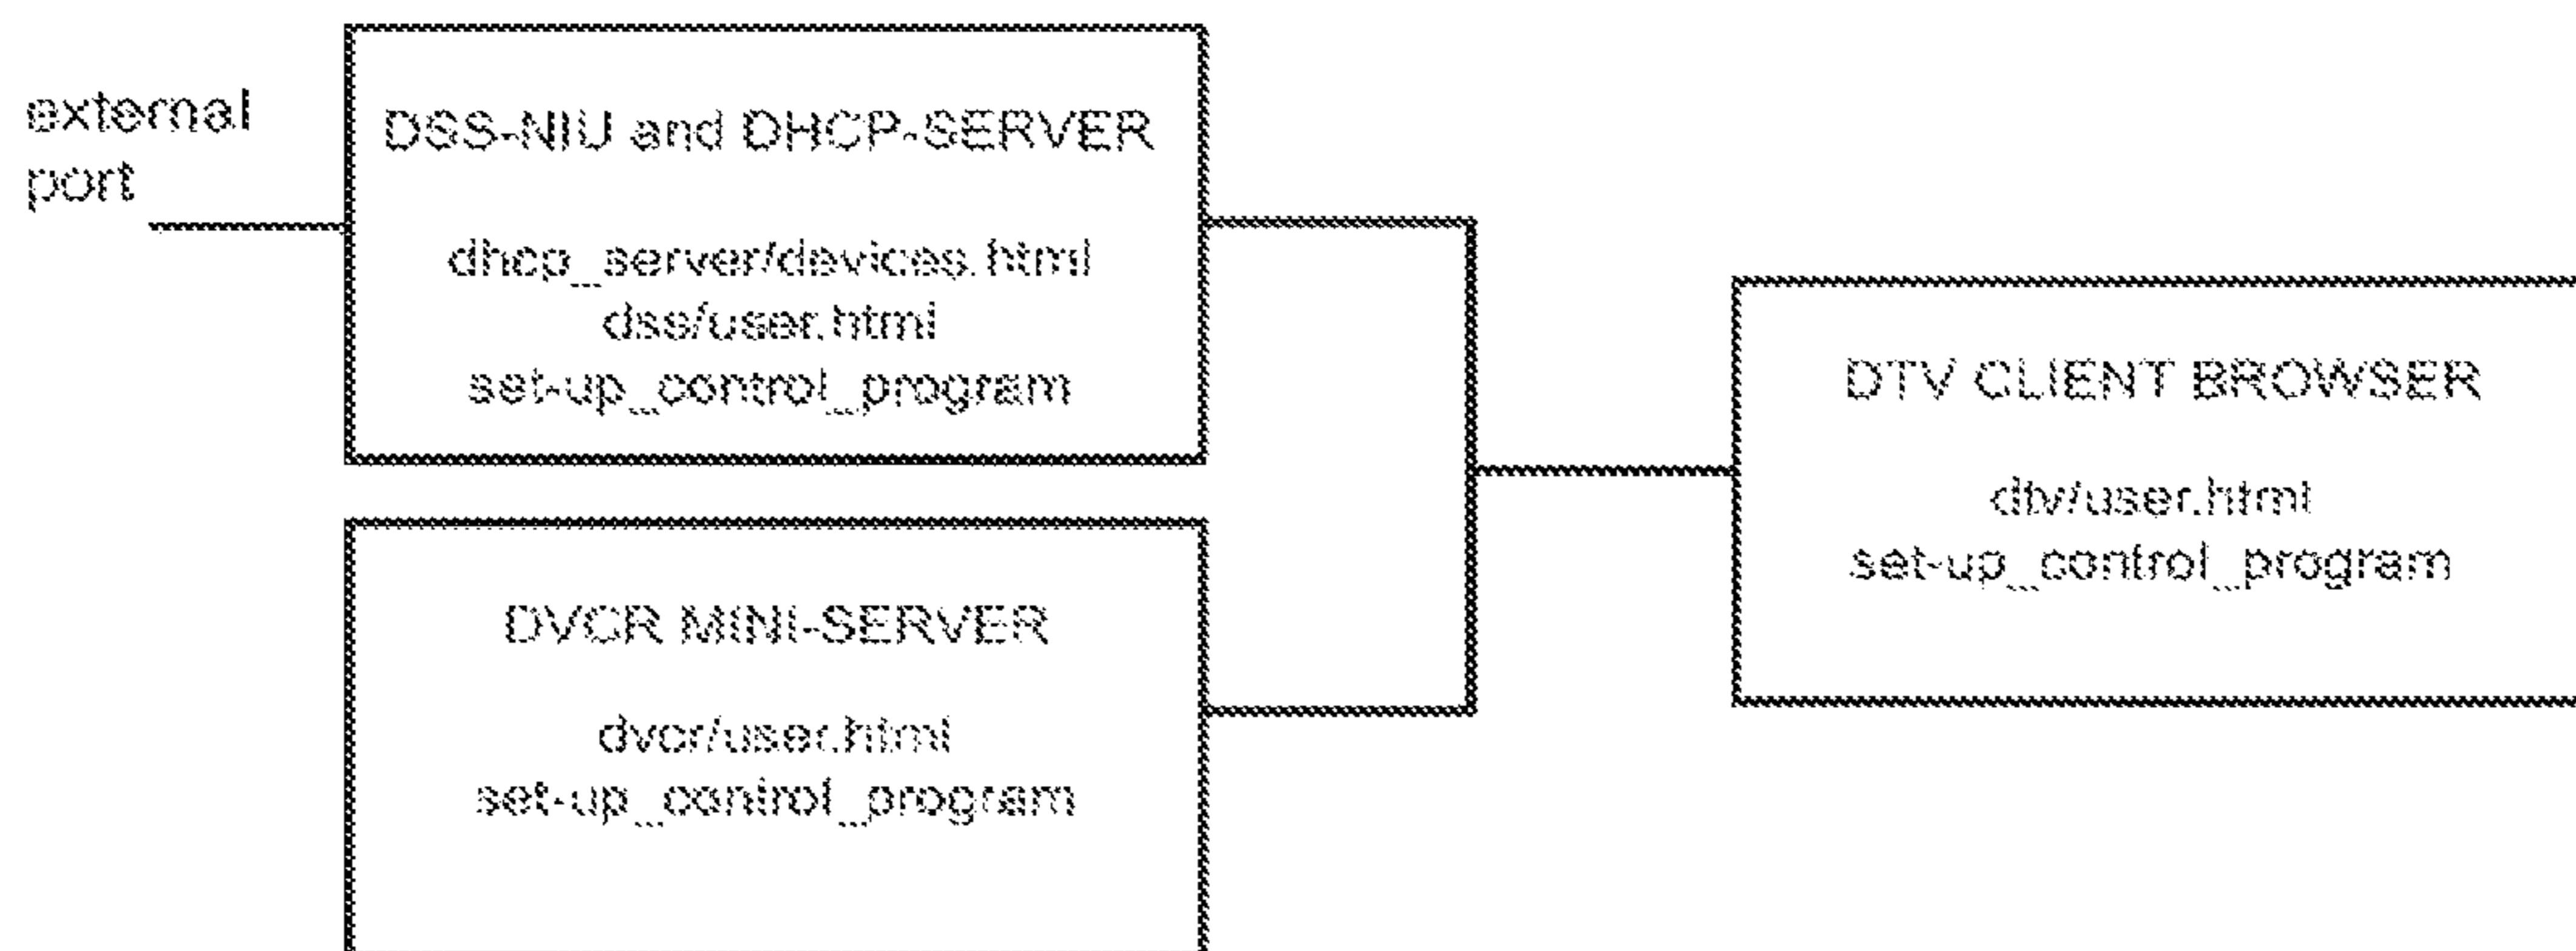 external
port
DSS-NIU and DHCP-SERVER
dhcp_server/devices.html
dss/user.html
set-up_control_program
DVCR MINI-SERVER
dvcr/user.html
set-up_control_program
DTV CLIENT BROWSER
dtv/user.html
set-up_control_program